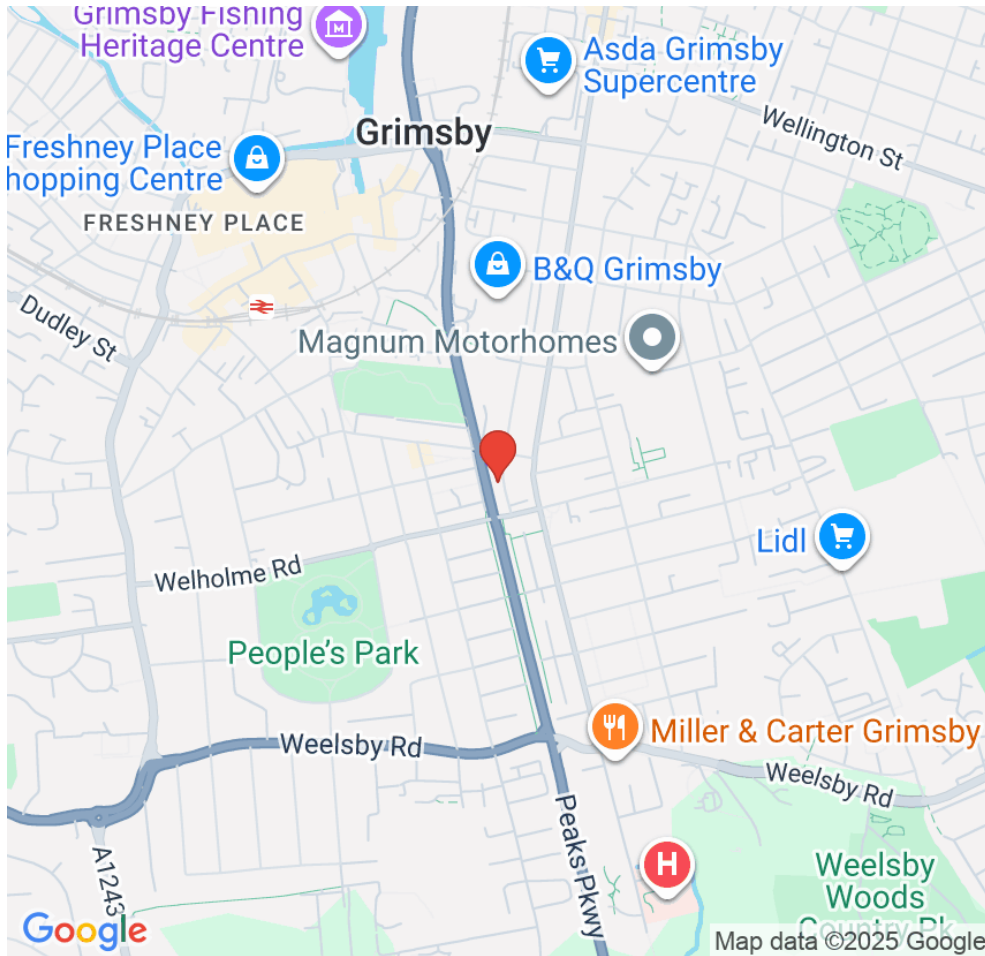 Grimsby Fishing
Heritage Centre
Asda Grimsby
Supercentre
Wellington St
Grimsby
Freshney Place
hopping Centre
FRESHNEY PLACE
B&Q Grimsby
Dudley St
Magnum Motorhomes
Lidl
Welholme Rd
People's Park
Weelsby Rd
Miller & Carter Grimsby
Weelsby Rd
Peaks Pkwy
A1243
H
Weelsby
Woods
Country Pk
Google
Map data ©2025 Google